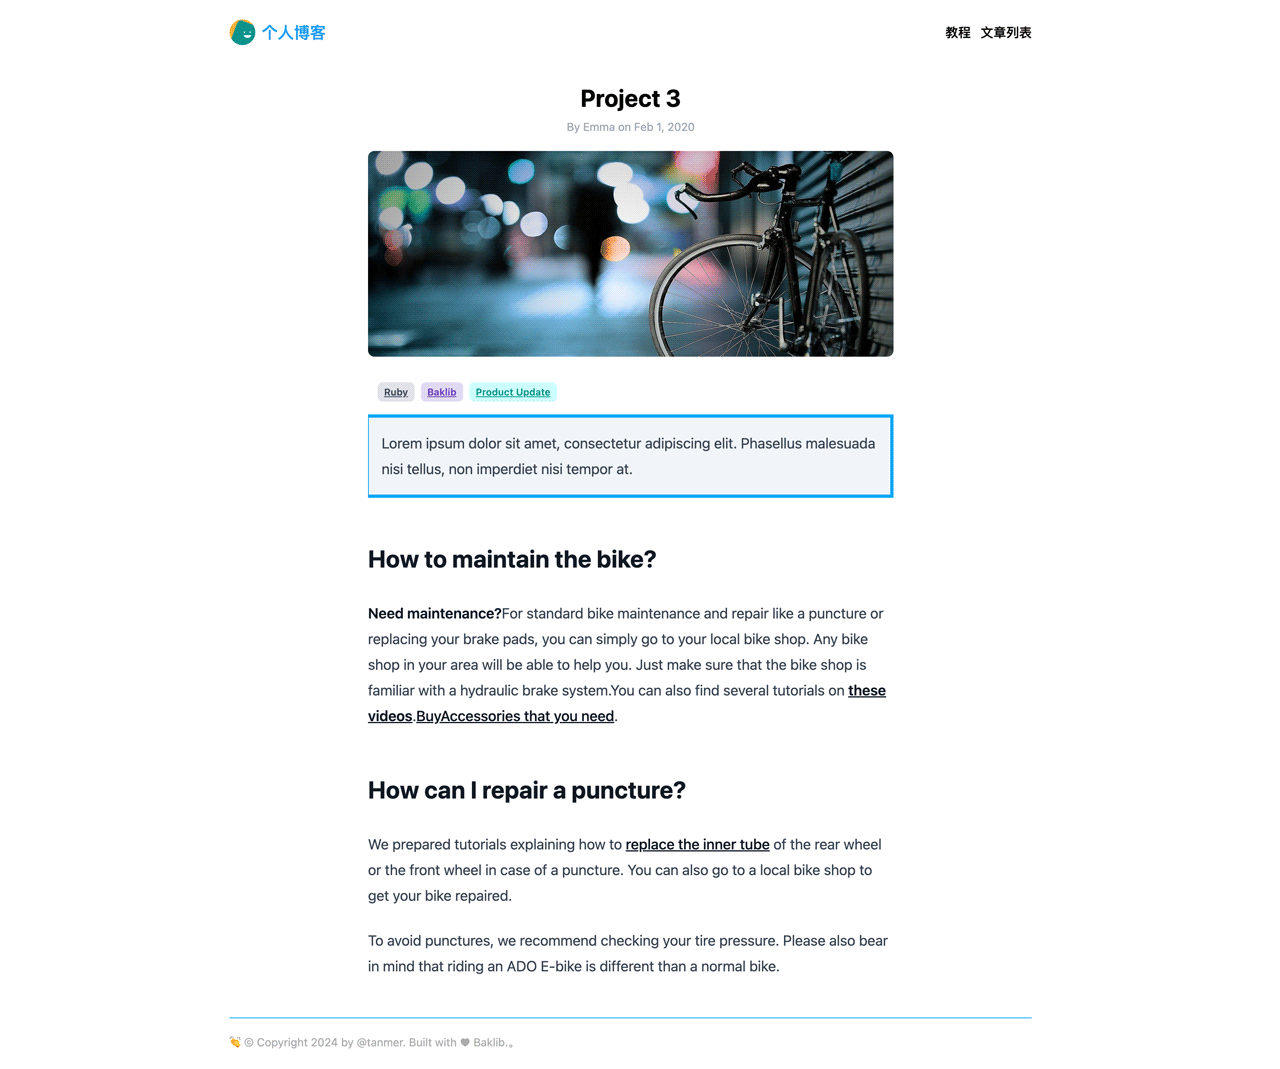 个人博客
教程 文章列表
Project 3
By Emma on Feb 1, 2020
Ruby Baklib Product Update
Lorem ipsum dolor sit amet, consectetur adipiscing elit. Phasellus malesuada
nisi tellus, non imperdiet nisi tempor at.
How to maintain the bike?
Need maintenance?For standard bike maintenance and repair like a puncture or
replacing your brake pads, you can simply go to your local bike shop. Any bike
shop in your area will be able to help you. Just make sure that the bike shop is
familiar with a hydraulic brake system.You can also find several tutorials on these
videos.BuyAccessories that you need.
How can I repair a puncture?
We prepared tutorials explaining how to replace the inner tube of the rear wheel
or the front wheel in case of a puncture. You can also go to a local bike shop to
get your bike repaired.
To avoid punctures, we recommend checking your tire pressure. Please also bear
in mind that riding an ADO E-bike is different than a normal bike.
👏 © Copyright 2024 by @tanmer. Built with ♥ Baklib.。